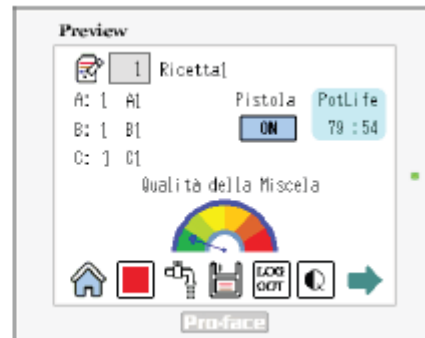 Preview
1 Ricetta1
A: 1 A1 Pistola PotLife
B: 1 B1 ON 79 : 54
C: 1 C1
Qualità della Miscela
LOG OUT
Pro-face